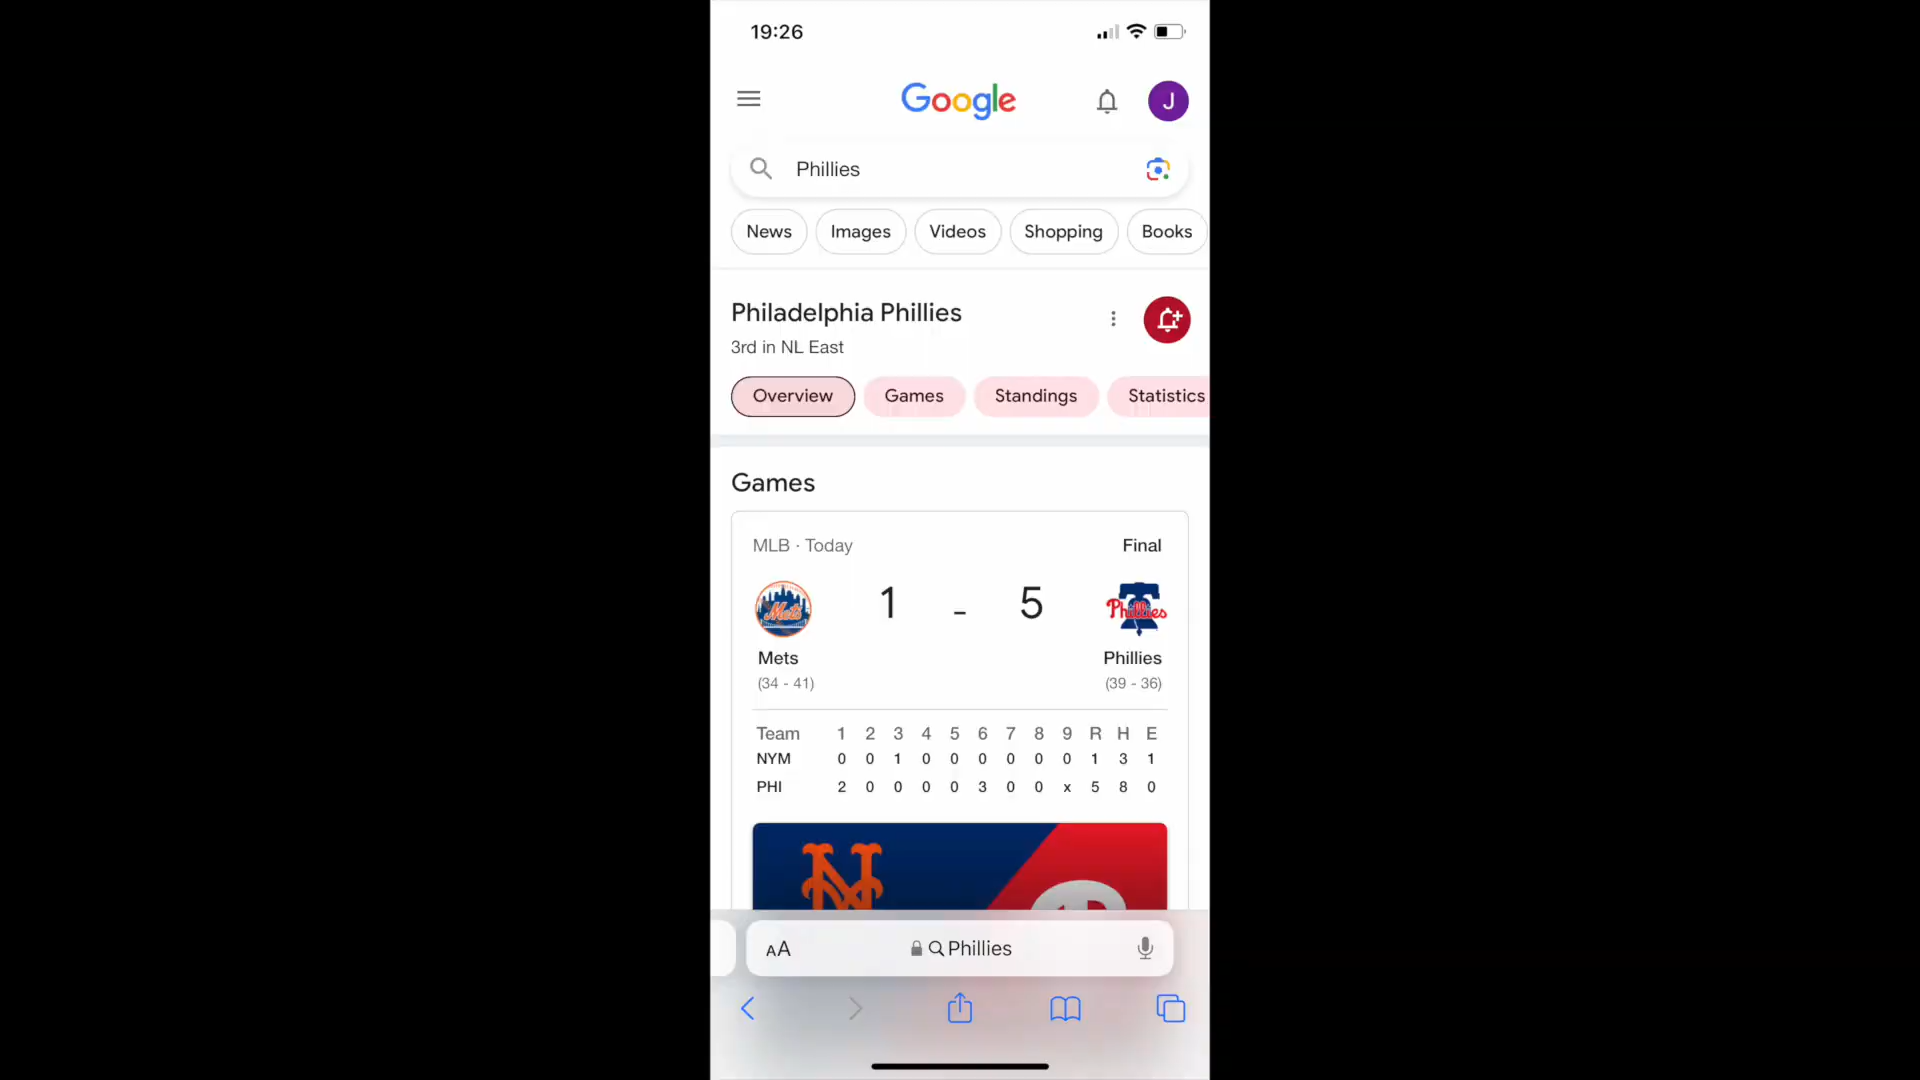 19:26
Google
J
Phillies
News Images Videos Shopping Books
Philadelphia Phillies
3rd in NL East
Overview Games Standings Statistics
Games
MLB · Today Final
Mets 1 - 5 Phillies
Mets Phillies
(34 - 41) (39 - 36)
Team 1 2 3 4 5 6 7 8 9 R H E
NYM 0 0 1 0 0 0 0 0 0 1 3 1
PHI 2 0 0 0 0 3 0 0 x 5 8 0
NY
AA Phillies